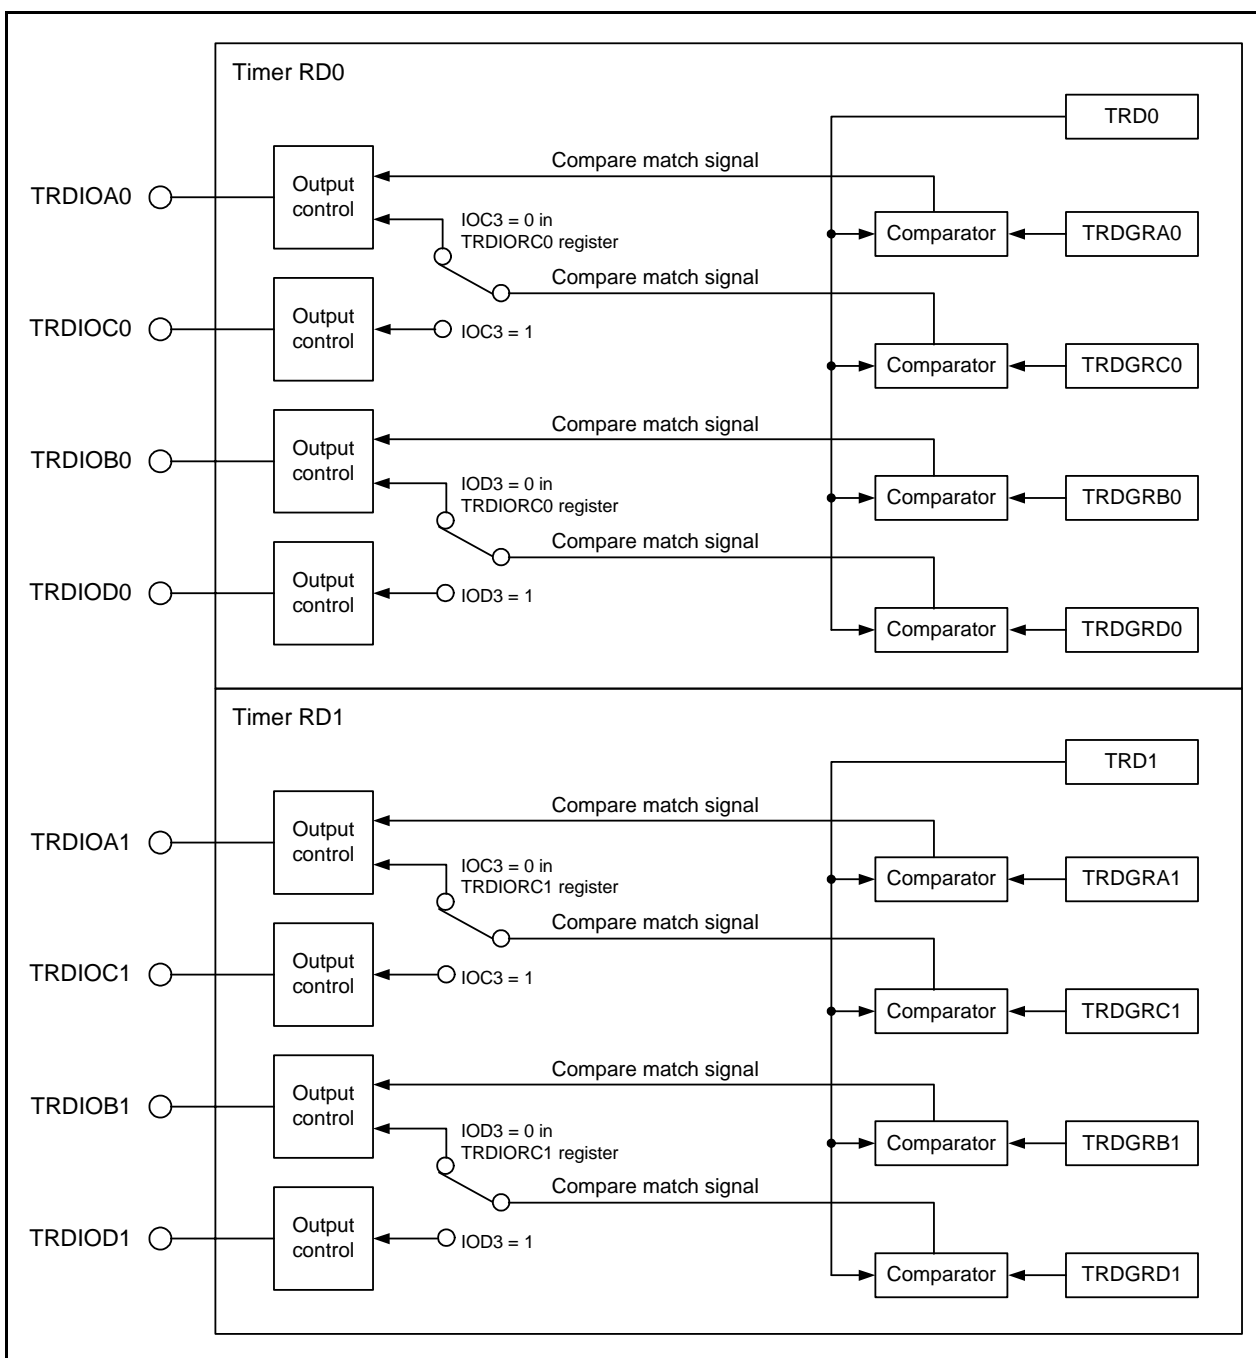 Timer RD0
TRD0
Compare match signal
TRDIOA0
Output
control
IOC3 = 0 in
TRDIORC0 register
Comparator
TRDGRA0
Compare match signal
TRDIOC0
Output
control
IOC3 = 1
Comparator
TRDGRC0
Compare match signal
TRDIOB0
Output
control
IOD3 = 0 in
TRDIORC0 register
Comparator
TRDGRB0
Compare match signal
TRDIOD0
Output
control
IOD3 = 1
Comparator
TRDGRD0
Timer RD1
TRD1
Compare match signal
TRDIOA1
Output
control
IOC3 = 0 in
TRDIORC1 register
Comparator
TRDGRA1
Compare match signal
TRDIOC1
Output
control
IOC3 = 1
Comparator
TRDGRC1
Compare match signal
TRDIOB1
Output
control
IOD3 = 0 in
TRDIORC1 register
Comparator
TRDGRB1
Compare match signal
TRDIOD1
Output
control
IOD3 = 1
Comparator
TRDGRD1